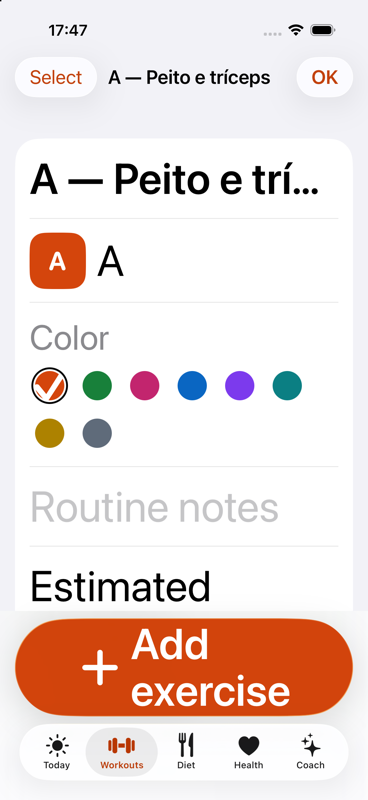 17:47
Select
A — Peito e tríceps
OK
A — Peito e trí...
A
A
Color
Routine notes
Estimated
Add
exercise
Today
Workouts
Diet
Health
Coach